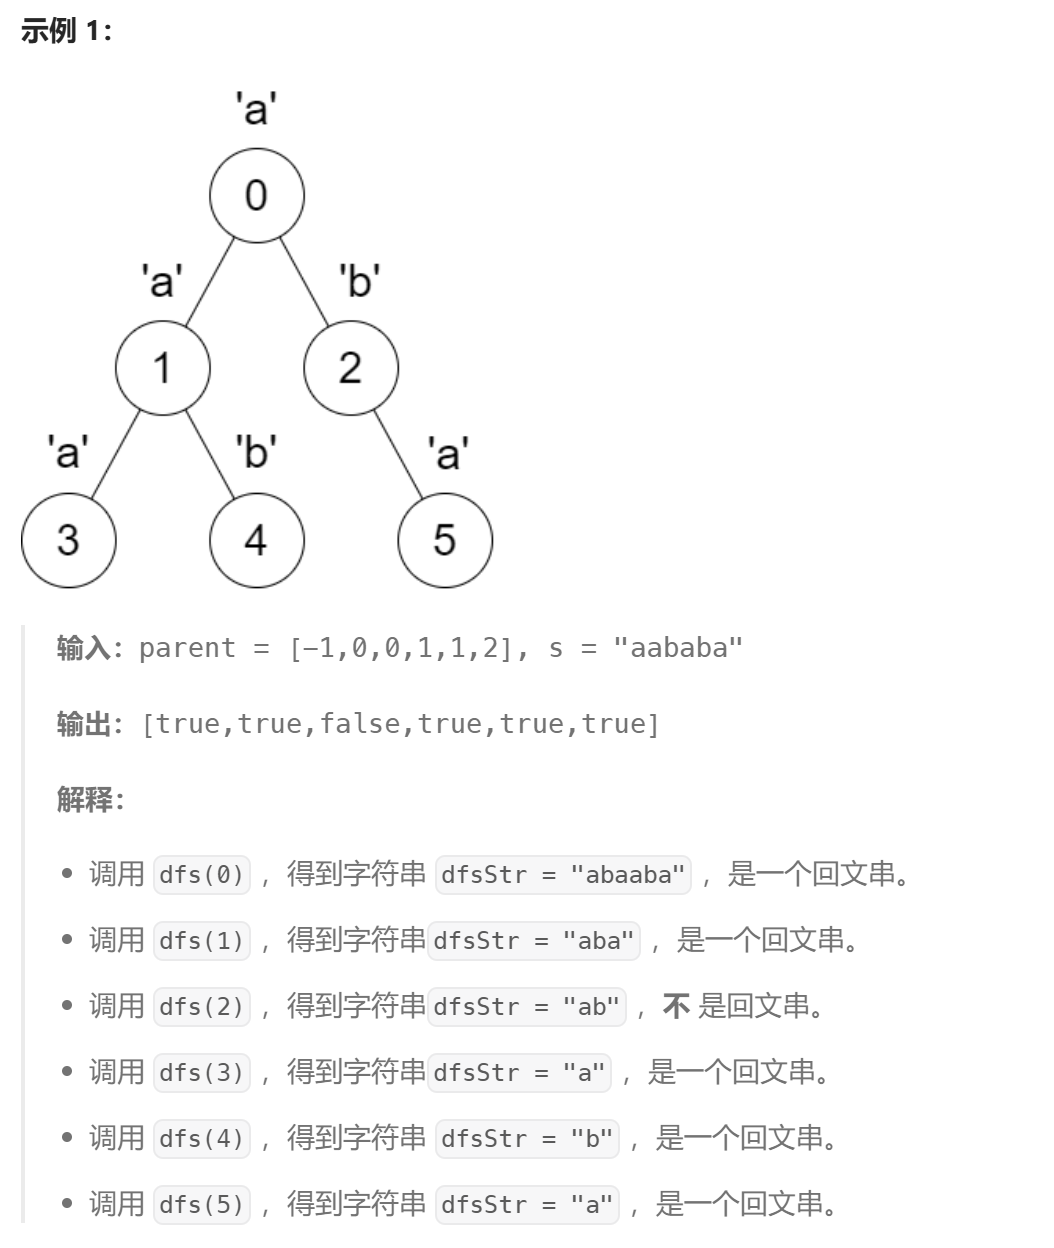 示例 1：
'a'
0
'a' 'b'
1 2
'a' 'b' 'a'
3 4 5
输入：parent = [-1,0,0,1,1,2], s = "aababa"
输出：[true,true,false,true,true,true]
解释：
• 调用 dfs(0) ，得到字符串 dfsStr = "abaaba" ，是一个回文串。
• 调用 dfs(1) ，得到字符串dfsStr = "aba" ，是一个回文串。
• 调用 dfs(2) ，得到字符串dfsStr = "ab" ，不 是回文串。
• 调用 dfs(3) ，得到字符串dfsStr = "a" ，是一个回文串。
• 调用 dfs(4) ，得到字符串 dfsStr = "b" ，是一个回文串。
• 调用 dfs(5) ，得到字符串 dfsStr = "a" ，是一个回文串。